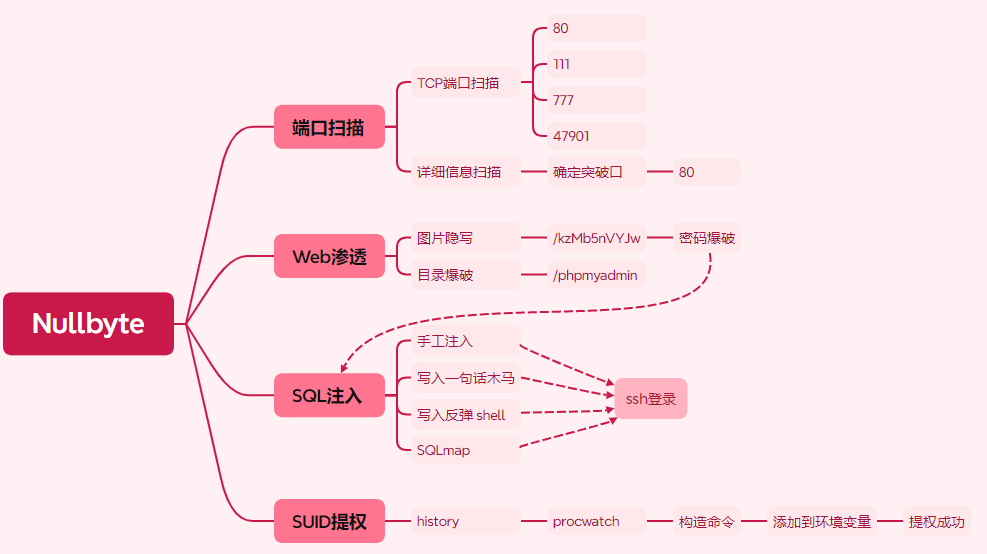 Nullbyte
端口扫描
TCP端口扫描
80
111
777
47901
详细信息扫描
确定突破口
80
Web渗透
图片隐写
/kzMb5nVYJw
密码爆破
目录爆破
/phpmyadmin
SQL注入
手工注入
写入一句话木马
写入反弹 shell
SQLmap
ssh登录
SUID提权
history
procwatch
构造命令
添加到环境变量
提权成功